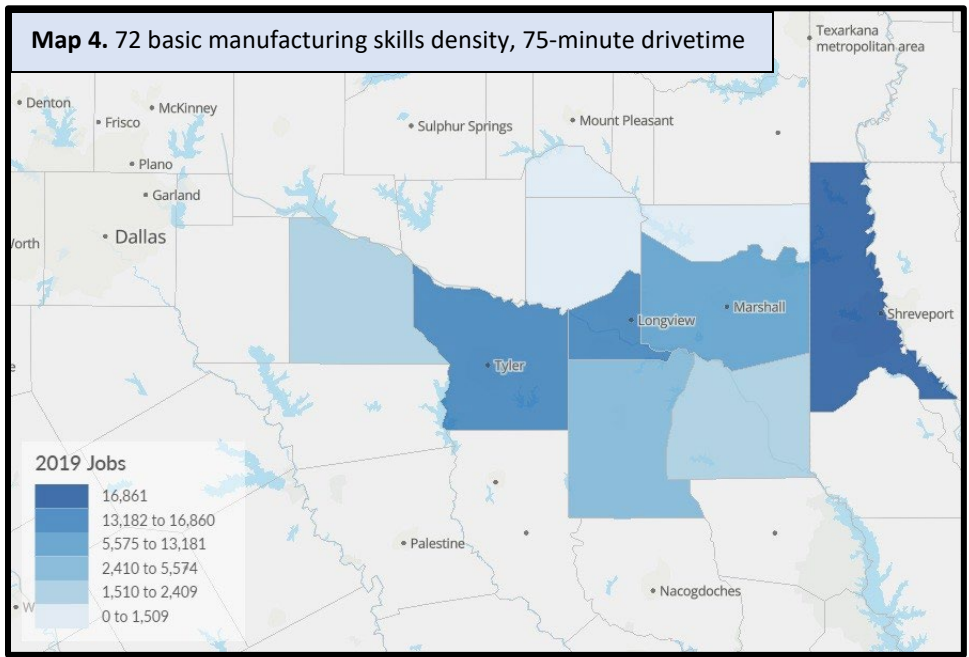 Map 4. 72 basic manufacturing skills density, 75-minute drivetime
Texarkana
metropolitan area
Denton
McKinney
Frisco
Sulphur Springs
Mount Pleasant
Plano
Garland
Dallas
orth
Longview
Marshall
Shreveport
e
Tyler
2019 Jobs
16,861
13,182 to 16,860
5,575 to 13,181
2,410 to 5,574
1,510 to 2,409
0 to 1,509
Palestine
Nacogdoches
W